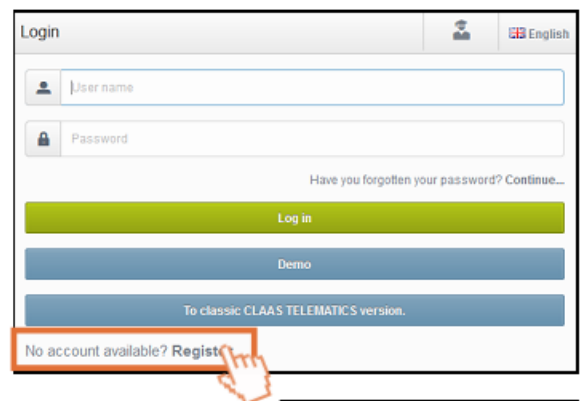 Login
English
User name
Password
Have you forgotten your password? Continue...
Log in
Demo
To classic CLAAS TELEMATICS version.
No account available? Register